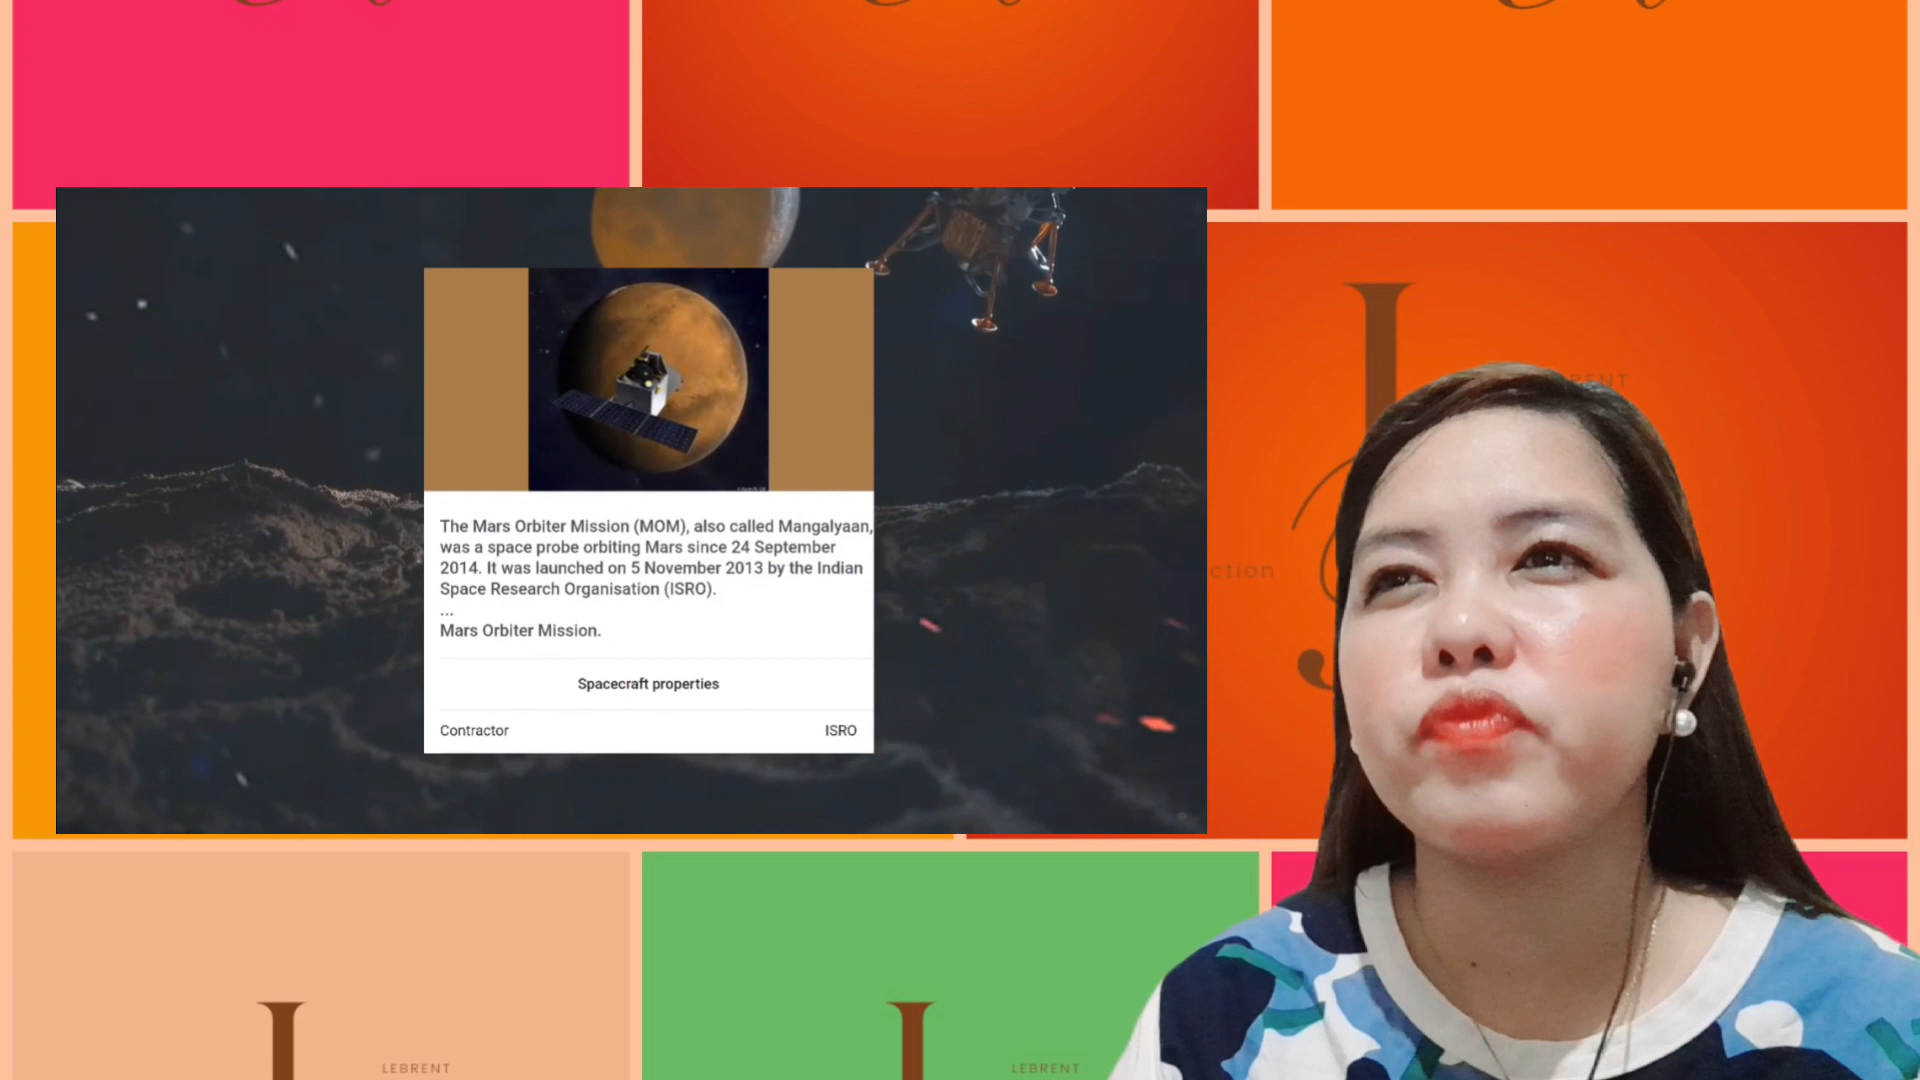 BRENT
The Mars Orbiter Mission (MOM), also called Mangalyaan,
was a space probe orbiting Mars since 24 September
2014. It was launched on 5 November 2013 by the Indian
Space Research Organisation (ISRO).
...
Mars Orbiter Mission.
ction
Spacecraft properties
Contractor ISRO
LEBRENT
LEBRENT